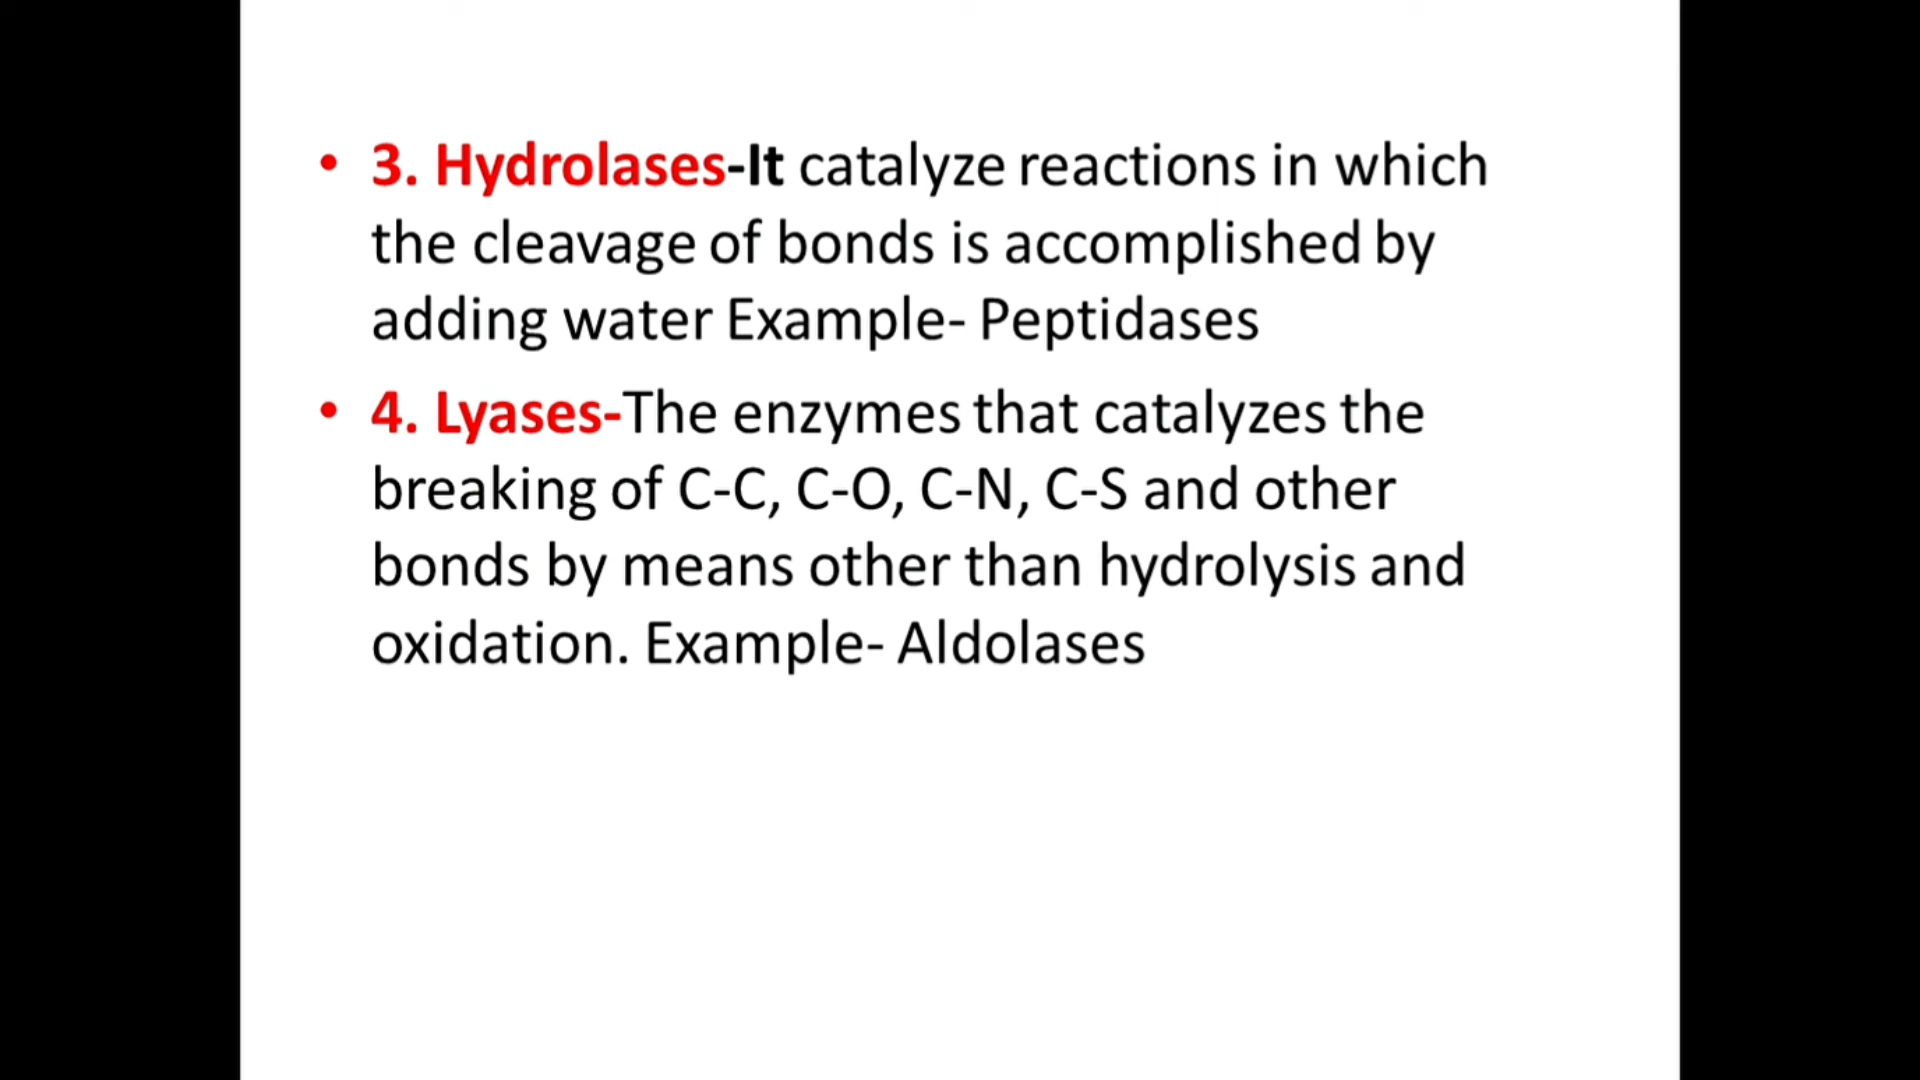 • 3. Hydrolases-It catalyze reactions in which
the cleavage of bonds is accomplished by
adding water Example- Peptidases
• 4. Lyases-The enzymes that catalyzes the
breaking of C-C, C-O, C-N, C-S and other
bonds by means other than hydrolysis and
oxidation. Example- Aldolases